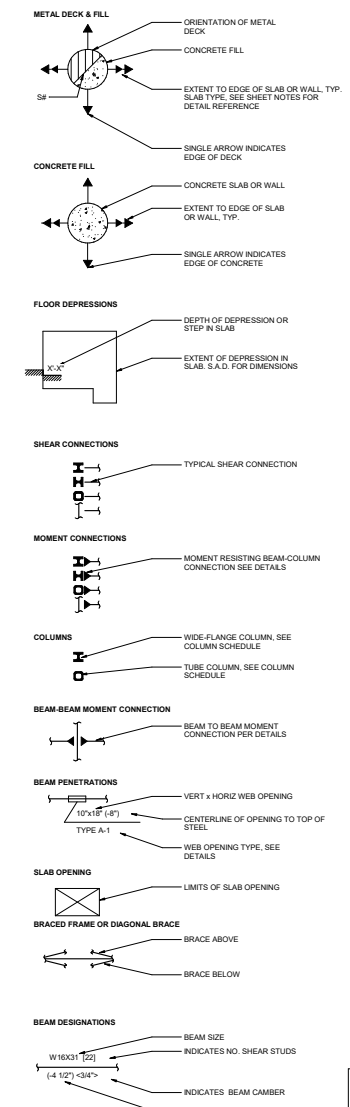 METAL DECK & FILL
ORIENTATION OF METAL
DECK
CONCRETE FILL
EXTENT TO EDGE OF SLAB OR WALL, TYP.
SLAB TYPE, SEE SHEET NOTES FOR
DETAIL REFERENCE
S#
SINGLE ARROW INDICATES
EDGE OF DECK
CONCRETE FILL
CONCRETE SLAB OR WALL
EXTENT TO EDGE OF SLAB
OR WALL, TYP.
SINGLE ARROW INDICATES
EDGE OF CONCRETE
FLOOR DEPRESSIONS
DEPTH OF DEPRESSION OR
STEP IN SLAB
X'-X"
EXTENT OF DEPRESSION IN
SLAB. S.A.D. FOR DIMENSIONS
SHEAR CONNECTIONS
TYPICAL SHEAR CONNECTION
MOMENT CONNECTIONS
MOMENT RESISTING BEAM-COLUMN
CONNECTION SEE DETAILS
COLUMNS
WIDE-FLANGE COLUMN, SEE
COLUMN SCHEDULE
TUBE COLUMN, SEE COLUMN
SCHEDULE
BEAM-BEAM MOMENT CONNECTION
BEAM TO BEAM MOMENT
CONNECTION PER DETAILS
BEAM PENETRATIONS
VERT x HORIZ WEB OPENING
10"x18" (-8")
CENTERLINE OF OPENING TO TOP OF
STEEL
TYPE A-1
WEB OPENING TYPE, SEE
DETAILS
SLAB OPENING
LIMITS OF SLAB OPENING
BRACED FRAME OR DIAGONAL BRACE
BRACE ABOVE
BRACE BELOW
BEAM DESIGNATIONS
BEAM SIZE
W16X31 [22]
INDICATES NO. SHEAR STUDS
(-4 1/2") <3/4">
INDICATES BEAM CAMBER